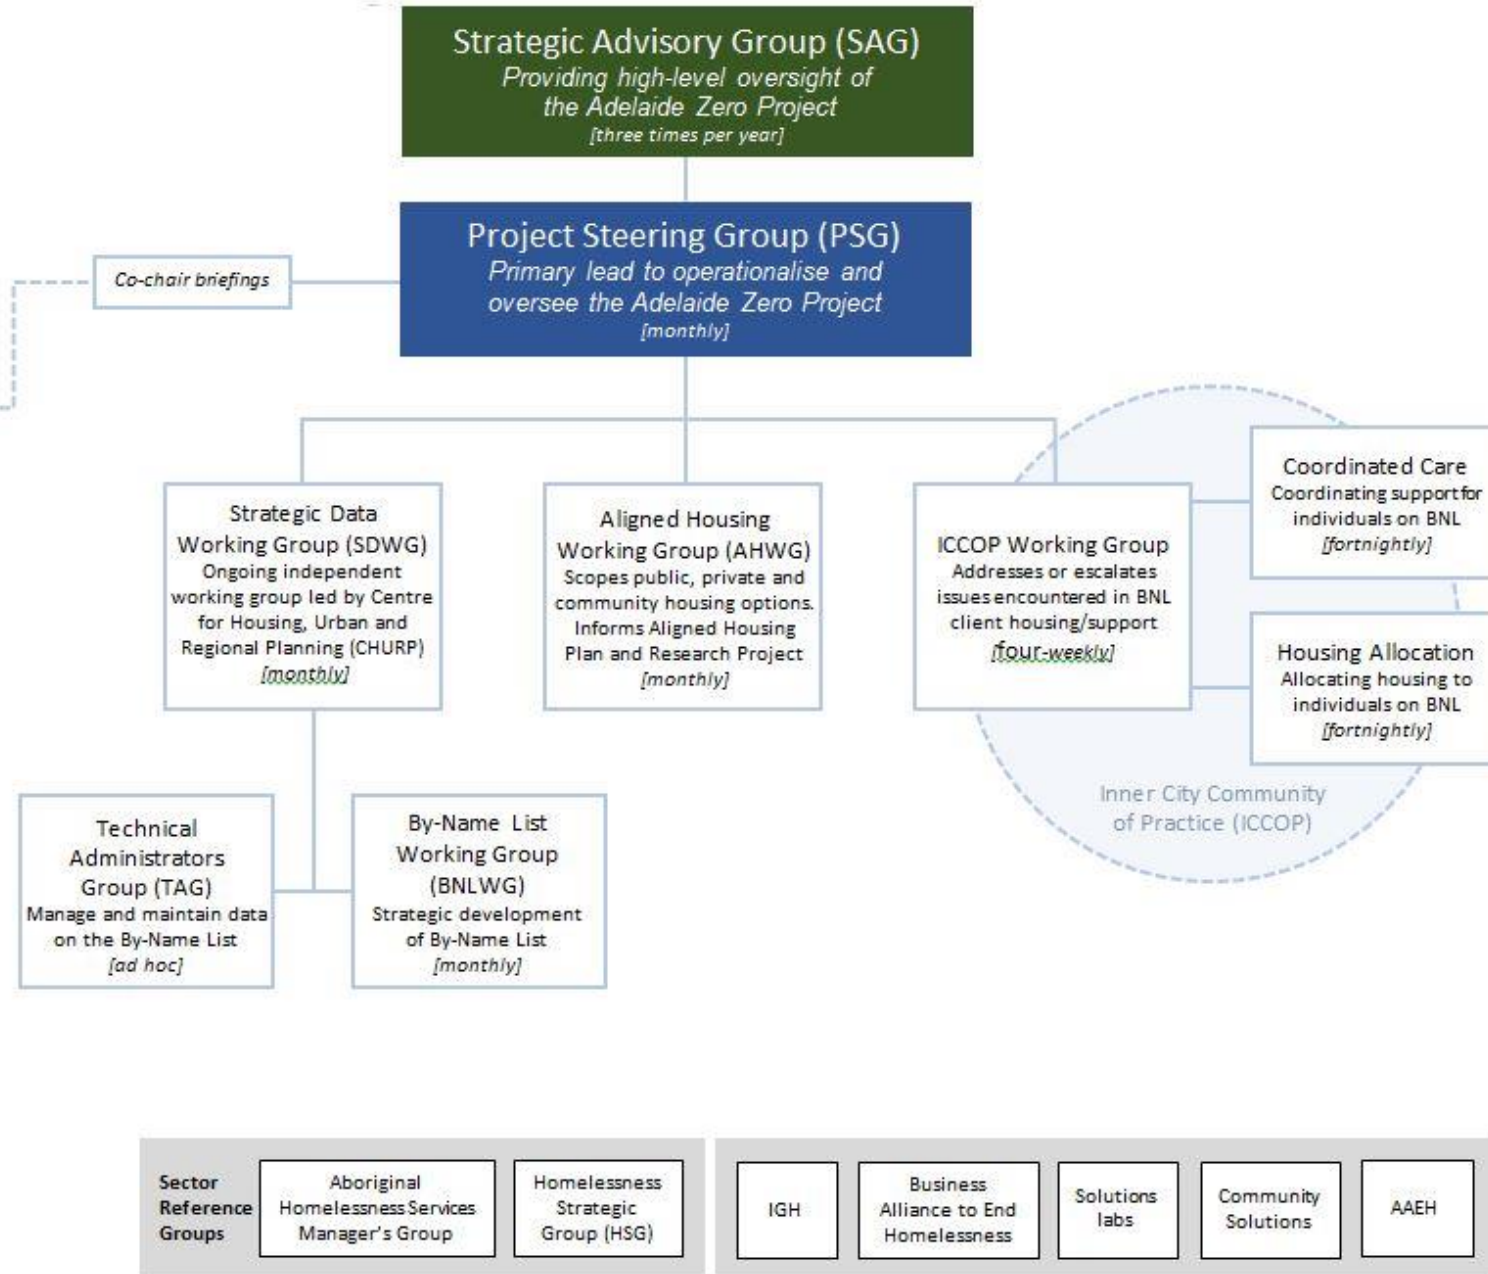 Strategic Advisory Group (SAG)
Providing high-level oversight of
the Adelaide Zero Project
[three times per year]
Project Steering Group (PSG)
Primary lead to operationalise and
oversee the Adelaide Zero Project
[monthly]
Co-chair briefings
Strategic Data
Working Group (SDWG)
Ongoing independent
working group led by Centre
for Housing, Urban and
Regional Planning (CHURP)
[monthly]
Aligned Housing
Working Group (AHWG)
Scopes public, private and
community housing options.
Informs Aligned Housing
Plan and Research Project
[monthly]
ICCOP Working Group
Addresses or escalates
issues encountered in BNL
client housing/support
[four-weekly]
Coordinated Care
Coordinating support for
individuals on BNL
[fortnightly]
Housing Allocation
Allocating housing to
individuals on BNL
[fortnightly]
Inner City Community
of Practice (ICCOP)
Technical
Administrators
Group (TAG)
Manage and maintain data
on the By-Name List
[ad hoc]
By-Name List
Working Group
(BNLWG)
Strategic development
of By-Name List
[monthly]
Sector
Reference
Groups
Aboriginal
Homelessness Services
Manager's Group
Homelessness
Strategic
Group (HSG)
IGH
Business
Alliance to End
Homelessness
Solutions
labs
Community
Solutions
AAEH